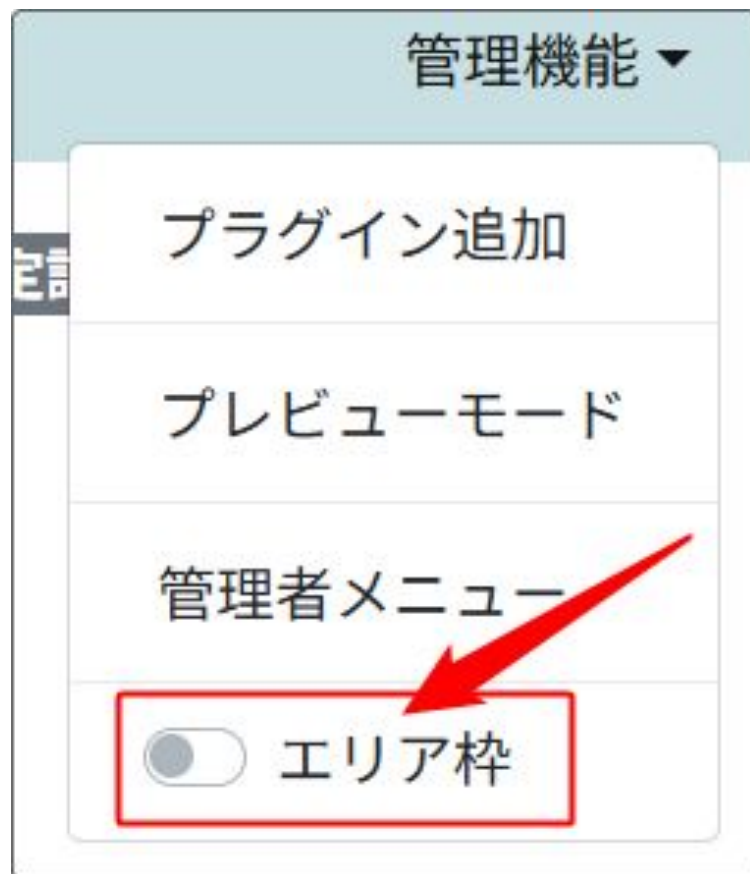 管理機能
プラグイン追加
プレビューモード
管理者メニュー
エリア枠